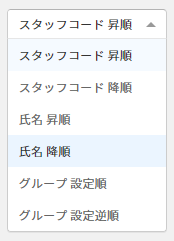 スタッフコード 昇順
スタッフコード 昇順
スタッフコード 降順
氏名 昇順
氏名 降順
グループ 設定順
グループ 設定逆順